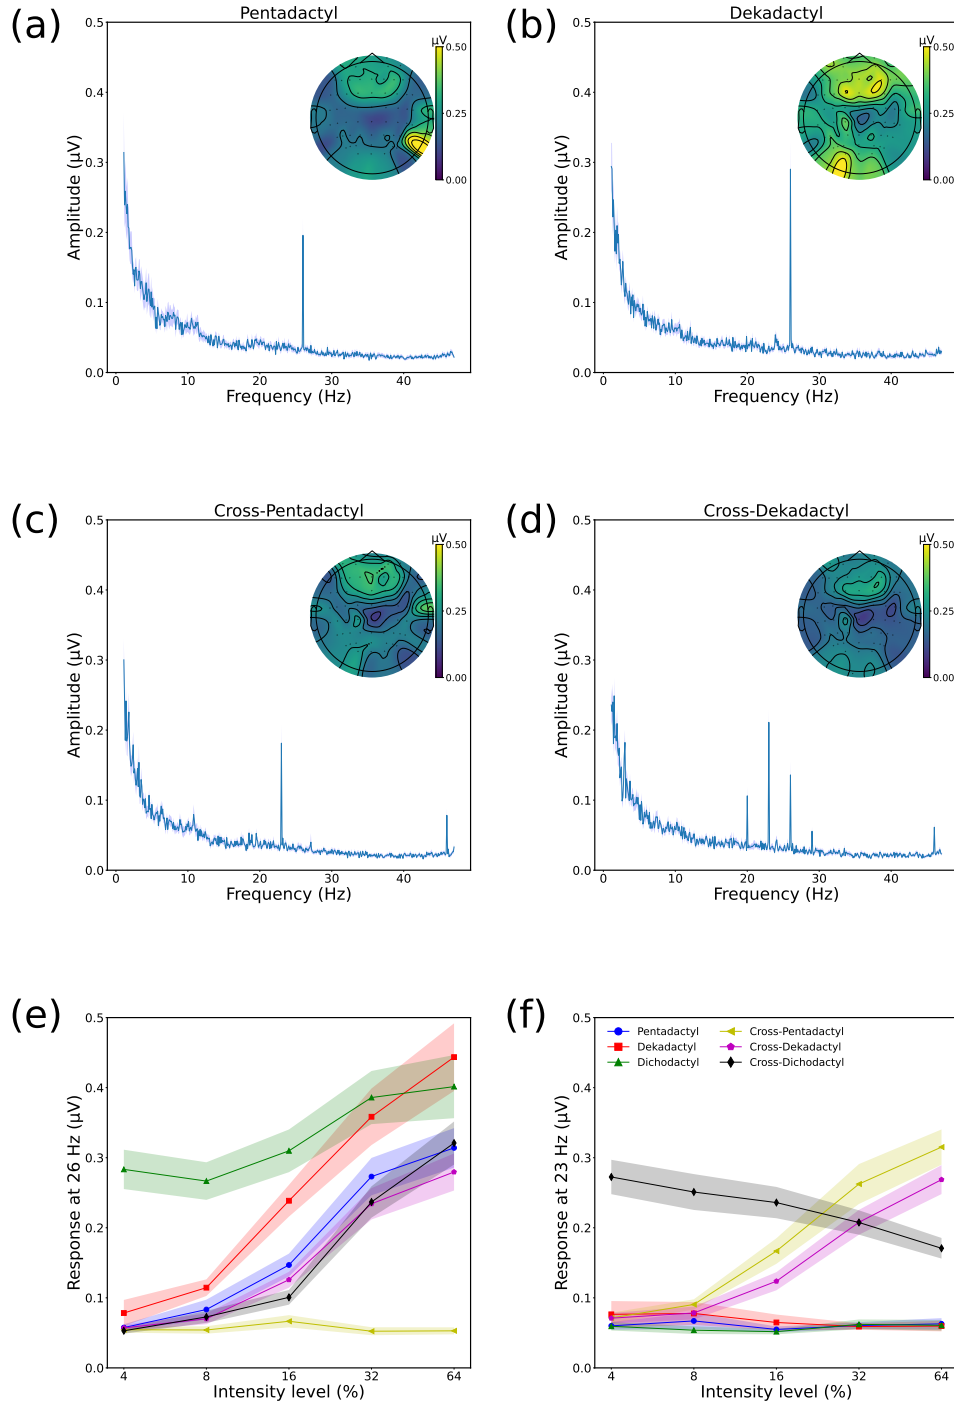 (a)
Pentadactyl
0.5
0.4
0.3
0.2
0.1
0.0
Amplitude (μV)
0
10
20
30
40
Frequency (Hz)
μV
0.50
0.25
0.00
(b)
Dekadactyl
0.5
0.4
0.3
0.2
0.1
0.0
Amplitude (μV)
0
10
20
30
40
Frequency (Hz)
μV
0.50
0.25
0.00
(c)
Cross-Pentadactyl
0.5
0.4
0.3
0.2
0.1
0.0
Amplitude (μV)
0
10
20
30
40
Frequency (Hz)
μV
0.50
0.25
0.00
(d)
Cross-Dekadactyl
0.5
0.4
0.3
0.2
0.1
0.0
Amplitude (μV)
0
10
20
30
40
Frequency (Hz)
μV
0.50
0.25
0.00
(e)
0.5
0.4
0.3
0.2
0.1
0.0
Response at 26 Hz (μV)
4
8
16
32
64
Intensity level (%)
(f)
0.5
0.4
0.3
0.2
0.1
0.0
Response at 23 Hz (μV)
Pentadactyl
Dekadactyl
Dichodactyl
Cross-Pentadactyl
Cross-Dekadactyl
Cross-Dichodactyl
4
8
16
32
64
Intensity level (%)